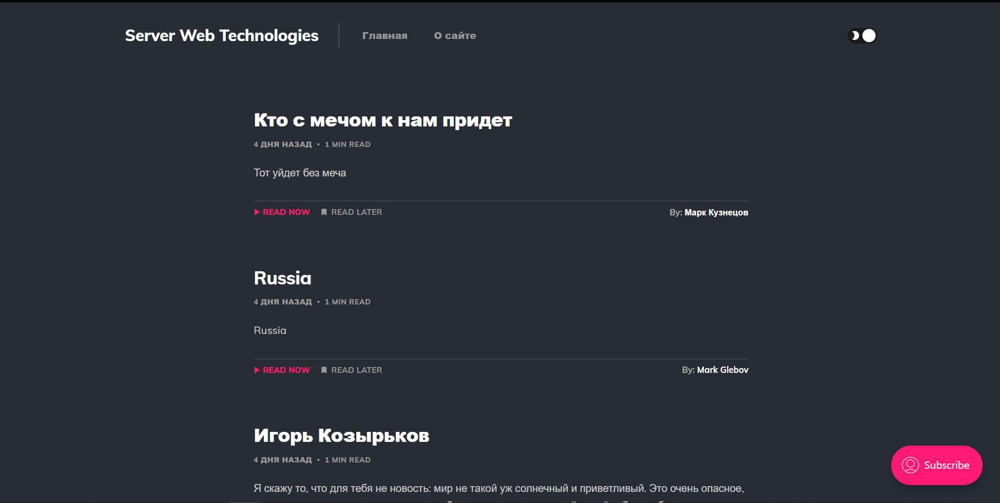 Server Web Technologies
Главная
О сайте
Кто с мечом к нам придет
4 ДНЯ НАЗАД • 1 MIN READ
Тот уйдет без меча
READ NOW
READ LATER
By: Марк Кузнецов
Russia
4 ДНЯ НАЗАД • 1 MIN READ
Russia
READ NOW
READ LATER
By: Mark Glebov
Игорь Козырьков
4 ДНЯ НАЗАД • 1 MIN READ
Я скажу то, что для тебя не новость: мир не такой уж солнечный и приветливый. Это очень опасное,
Subscribe